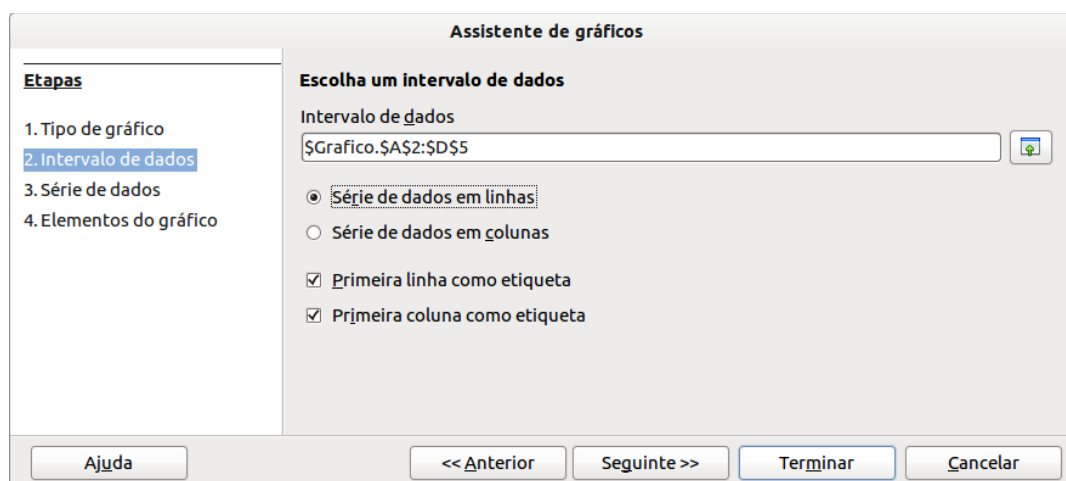 Assistente de gráficos
Etapas
1. Tipo de gráfico
2. Intervalo de dados
3. Série de dados
4. Elementos do gráfico
Escolha um intervalo de dados
Intervalo de dados
$Grafico.$A$2:$D$5
Série de dados em linhas
Série de dados em colunas
Primeira linha como etiqueta
Primeira coluna como etiqueta
Ajuda
<< Anterior
Seguinte >>
Terminar
Cancelar